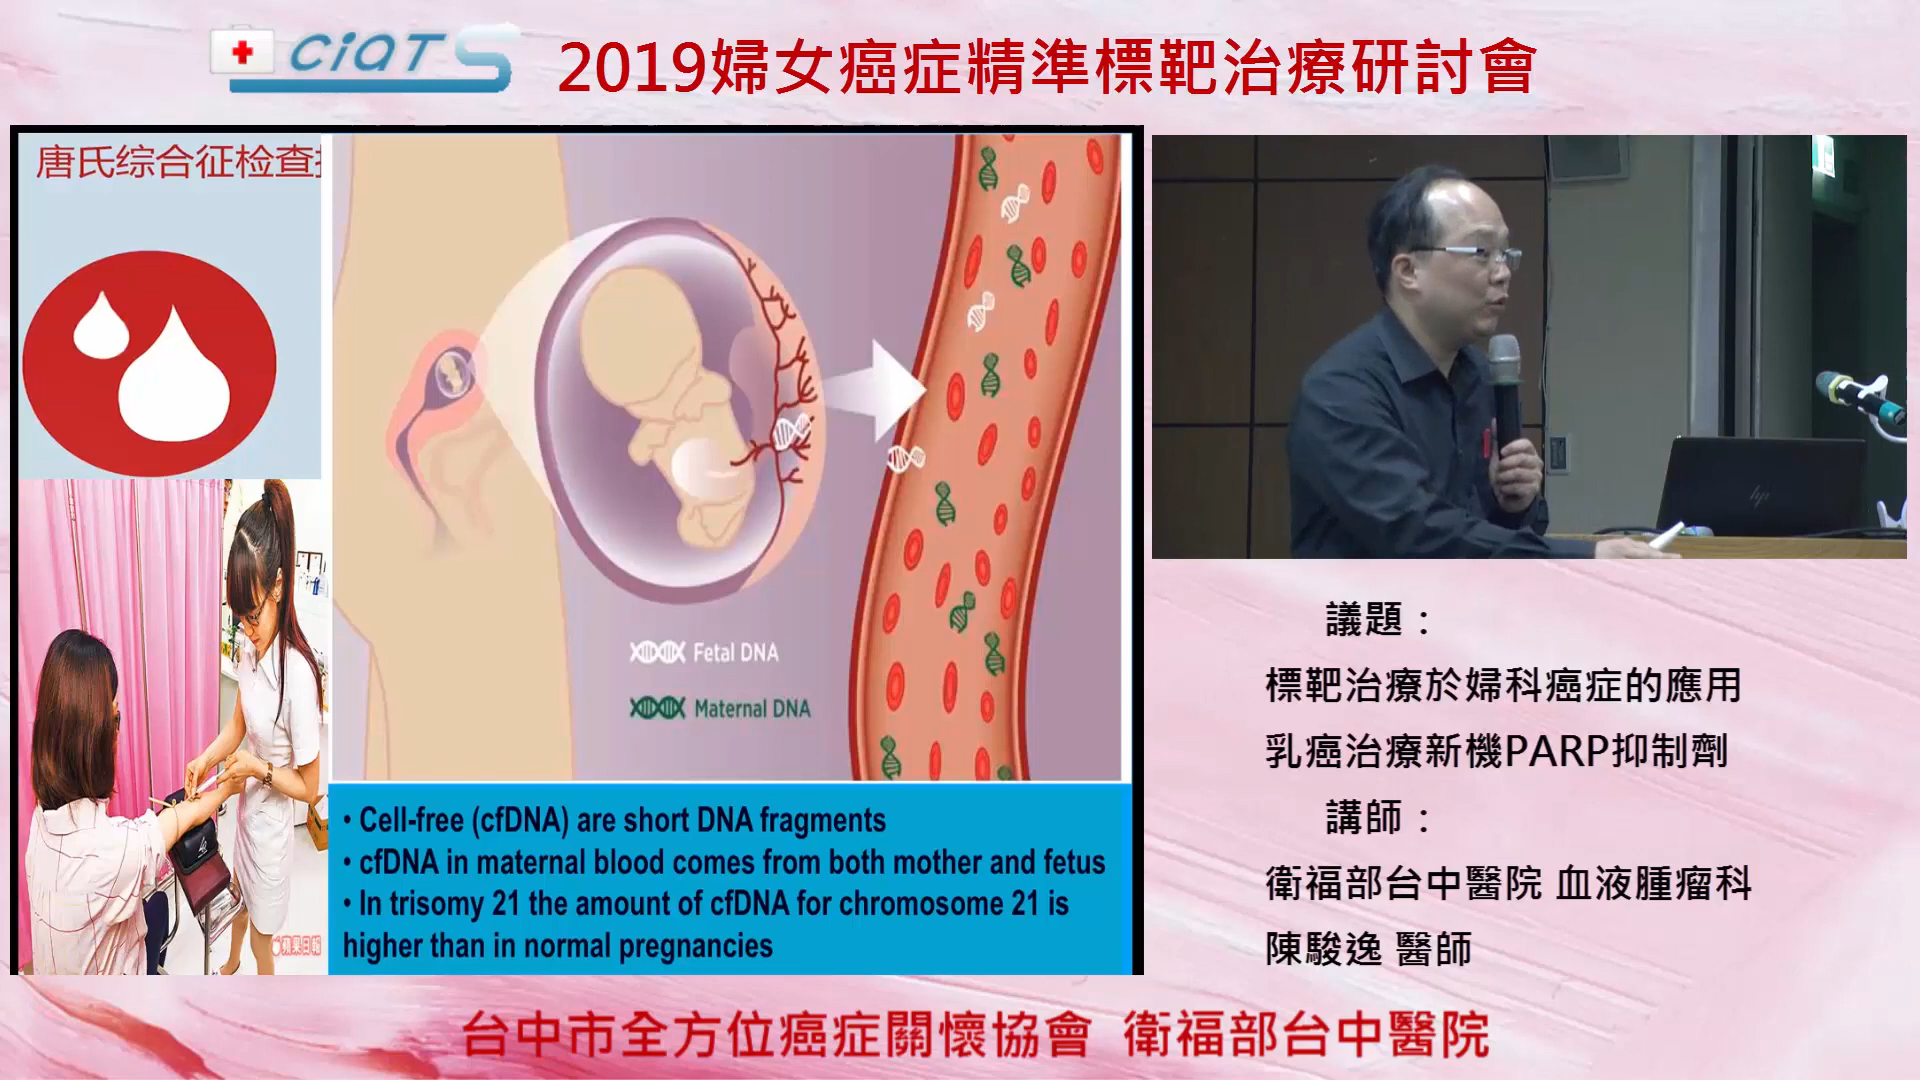 CiQTS
2019婦女癌症精準標靶治療研討會
唐氏综合征检查
Fetal DNA
Maternal DNA
蘋果日報
• Cell-free (cfDNA) are short DNA fragments
• cfDNA in maternal blood comes from both mother and fetus
• In trisomy 21 the amount of cfDNA for chromosome 21 is
higher than in normal pregnancies
hp
議題：
標靶治療於婦科癌症的應用
乳癌治療新機PARP抑制劑
講師：
衛福部台中醫院 血液腫瘤科
陳駿逸 醫師
台中市全方位癌症關懷協會 衛福部台中醫院